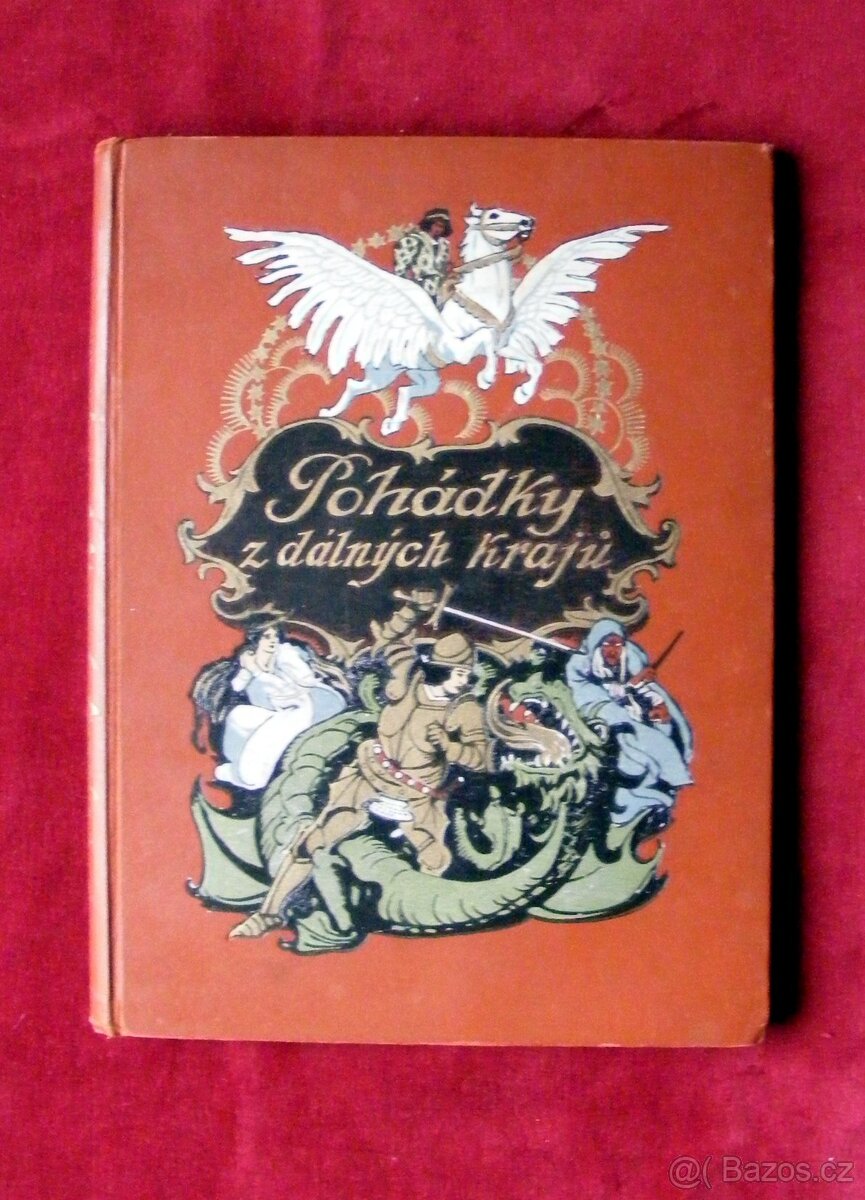 Pohádky
z dálných krajů
@( Bazos.cz